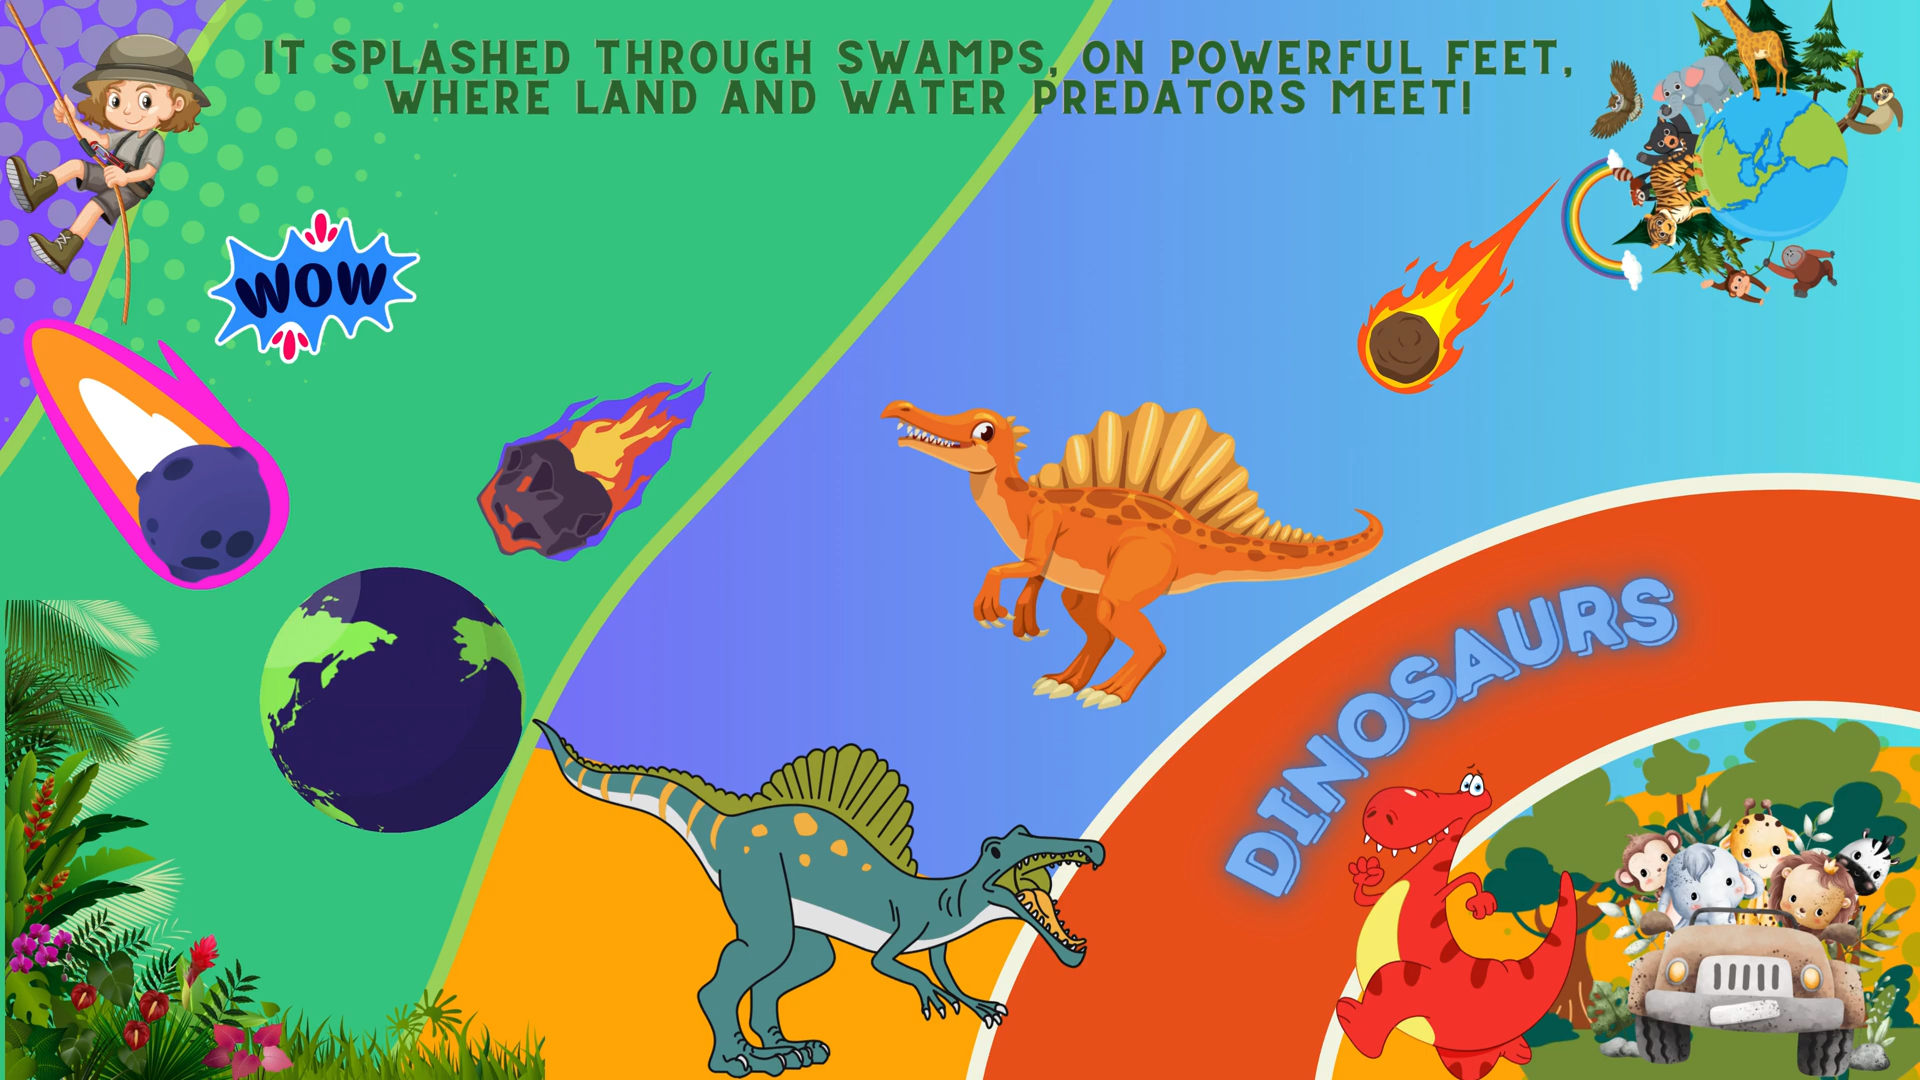 IT SPLASHED THROUGH SWAMPS, ON POWERFUL FEET,
WHERE LAND AND WATER PREDATORS MEET!
WOW
DINOSAURS